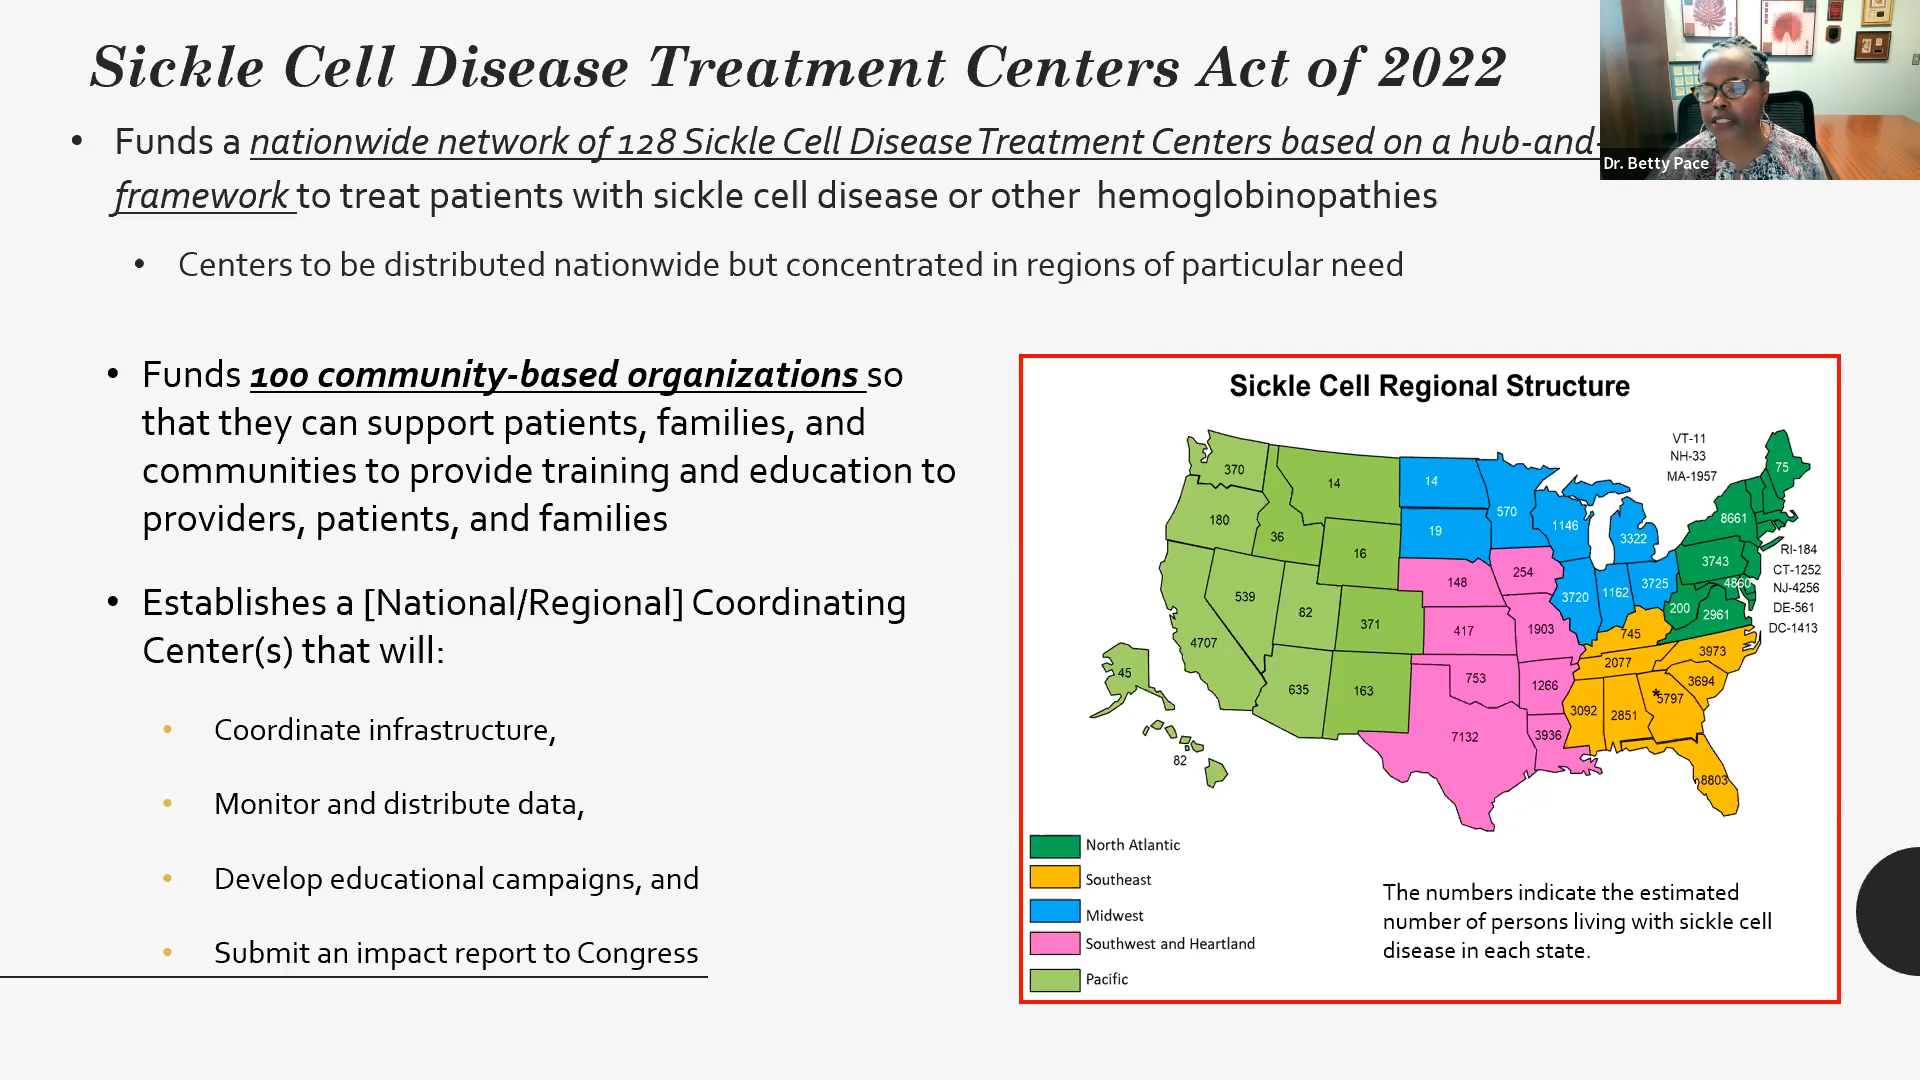 Sickle Cell Disease Treatment Centers Act of 2022
• Funds a nationwide network of 128 Sickle Cell Disease Treatment Centers based on a hub-and-
framework to treat patients with sickle cell disease or other hemoglobinopathies
• Centers to be distributed nationwide but concentrated in regions of particular need
Dr. Betty Pace
• Funds 100 community-based organizations so
that they can support patients, families, and
communities to provide training and education to
providers, patients, and families
• Establishes a [National/Regional] Coordinating
Center(s) that will:
• Coordinate infrastructure,
• Monitor and distribute data,
• Develop educational campaigns, and
• Submit an impact report to Congress
Sickle Cell Regional Structure
VT-11
NH-33
MA-1957
75
370
14
14
570
8661
180
36
16
19
1146
3322
3743
RI-184
CT-1252
NJ-4256
DE-561
DC-1413
4860
539
82
371
148
254
3720
1162
3725
200
2961
4707
417
1903
745
3973
45
635
163
753
1266
2077
3694
3092
2851
*5797
82
7132
3936
8803
North Atlantic
Southeast
Midwest
Southwest and Heartland
Pacific
The numbers indicate the estimated
number of persons living with sickle cell
disease in each state.